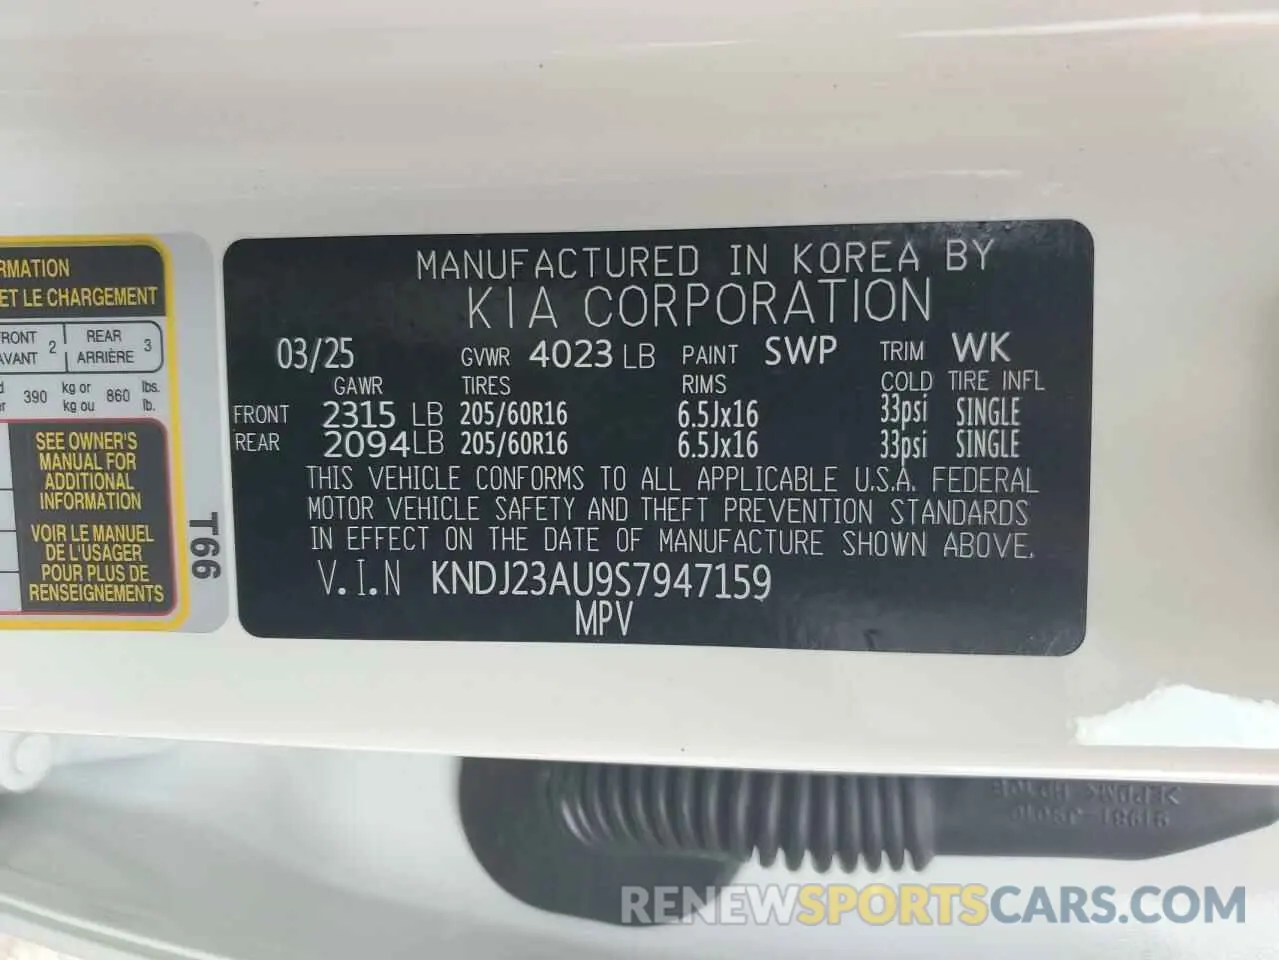 MANUFACTURED IN KOREA BY
KIA CORPORATION
03/25 GVWR 4023 LB PAINT SWP TRIM WK
GAWR TIRES RIMS COLD TIRE INFL
FRONT 2315 LB 205/60R16 6.5Jx16 33psi SINGLE
REAR 2094 LB 205/60R16 6.5Jx16 33psi SINGLE
THIS VEHICLE CONFORMS TO ALL APPLICABLE U.S.A. FEDERAL
MOTOR VEHICLE SAFETY AND THEFT PREVENTION STANDARDS
IN EFFECT ON THE DATE OF MANUFACTURE SHOWN ABOVE.
V.I.N KNDJ23AU9S7947159
MPV
RMATION
ET LE CHARGEMENT
RONT 2 REAR 3
AVANT ARRIÈRE
390 kg or 860 lbs.
kg ou lb.
SEE OWNER'S
MANUAL FOR
ADDITIONAL
INFORMATION
VOIR LE MANUEL
DE L'USAGER
POUR PLUS DE
RENSEIGNEMENTS
T66
RENEWSPORTSCARS.COM